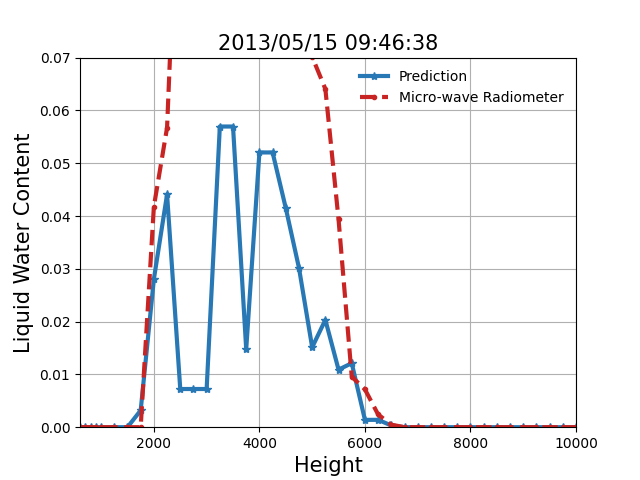 2013/05/15 09:46:38
0.07
0.06
0.05
0.04
0.03
0.02
0.01
0.00
Liquid Water Content
Prediction
Micro-wave Radiometer
2000 4000 6000 8000 10000
Height